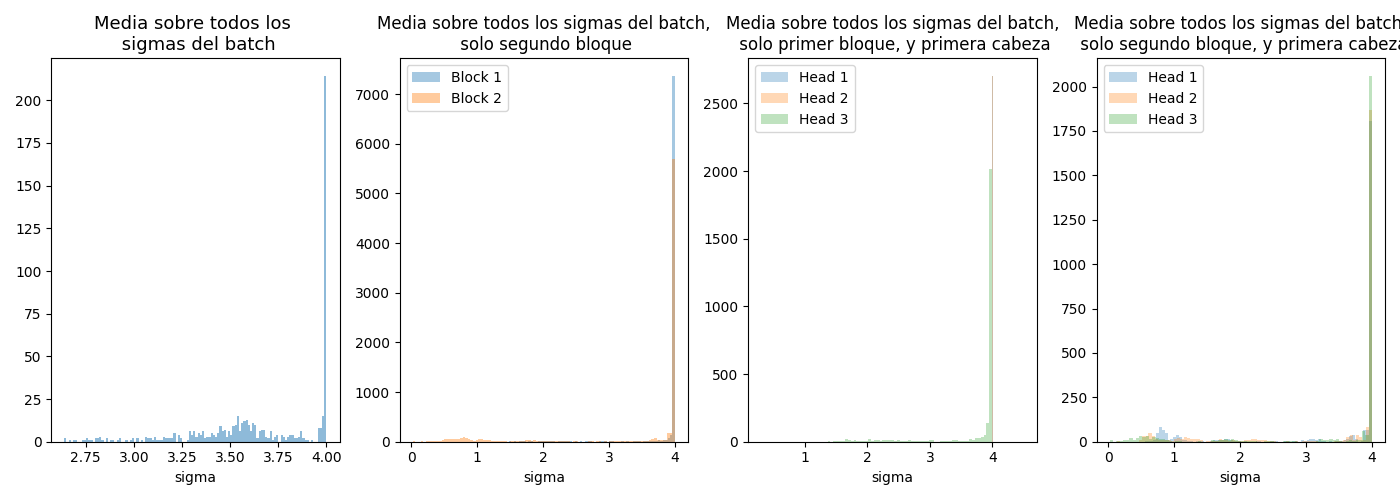 Media sobre todos los
sigmas del batch
200
175
150
125
100
75
50
25
0
2.75
3.00
3.25
3.50
3.75
4.00
sigma
Media sobre todos los sigmas del batch,
solo segundo bloque
Block 1
Block 2
7000
6000
5000
4000
3000
2000
1000
0
0
1
2
3
4
sigma
Media sobre todos los sigmas del batch,
solo primer bloque, y primera cabeza
Head 1
Head 2
Head 3
2500
2000
1500
1000
500
0
1
2
3
4
sigma
Media sobre todos los sigmas del batch
solo segundo bloque, y primera cabeza
Head 1
Head 2
Head 3
2000
1750
1500
1250
1000
750
500
250
0
0
1
2
3
4
sigma